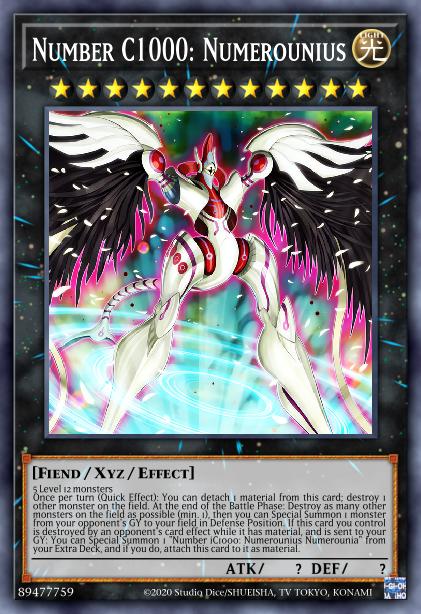 NUMBER C1000: NUMEROUNIUS
LIGHT
光
[FIEND / XYZ / EFFECT]
5 Level 12 monsters
Once per turn (Quick Effect): You can detach 1 material from this card; destroy 1
other monster on the field. At the end of the Battle Phase: Destroy as many other
monsters on the field as possible (min. 1), then you can Special Summon 1 monster
from your opponent's GY to your field in Defense Position. If this card you control
is destroyed by an opponent's card effect while it has material, and is sent to your
GY: You can Special Summon 1 "Number iC1000: Numerounius Numerounia" from
your Extra Deck, and if you do, attach this card to it as material.
ATK/ ? DEF/ ?
89477759 ©2020 Studio Dice/SHUEISHA, TV TOKYO, KONAMI